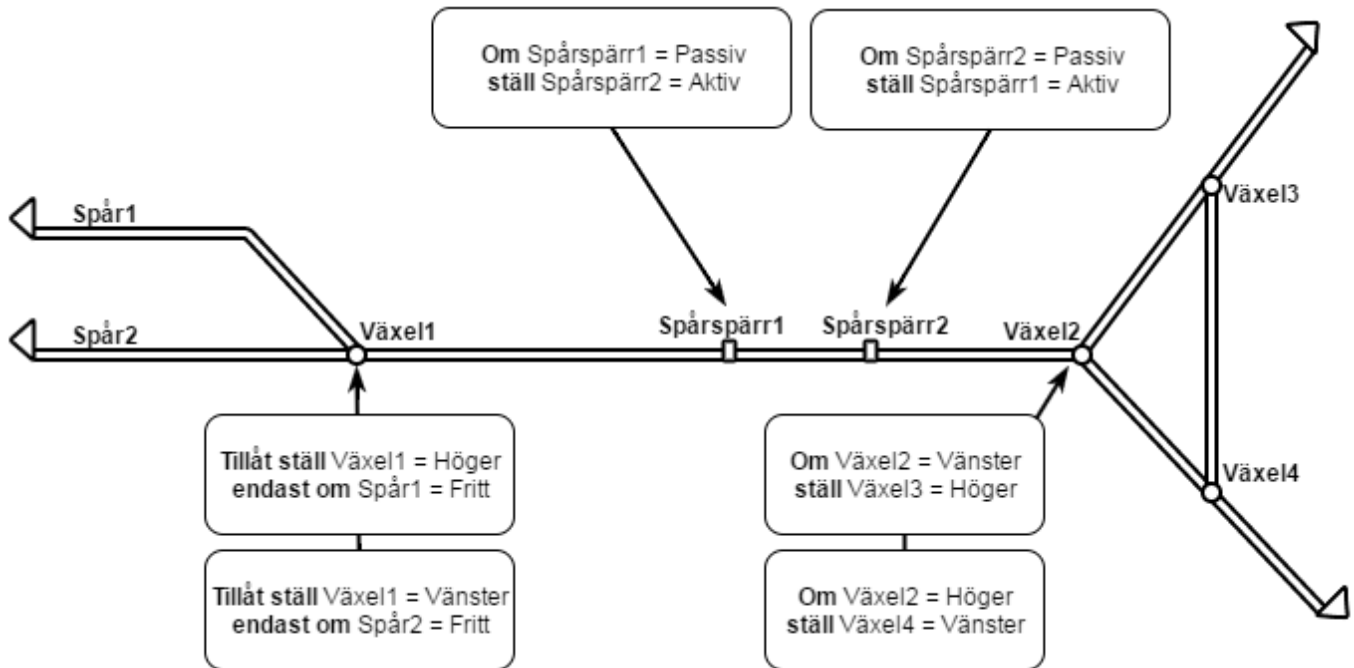 Om Spårspärr1 = Passiv
ställ Spårspärr2 = Aktiv
Om Spårspärr2 = Passiv
ställ Spårspärr1 = Aktiv
Spår1
Växel3
Spår2
Växel1
Spårspärr1
Spårspärr2
Växel2
Tillåt ställ Växel1 = Höger
endast om Spår1 = Fritt
Om Växel2 = Vänster
ställ Växel3 = Höger
Växel4
Tillåt ställ Växel1 = Vänster
endast om Spår2 = Fritt
Om Växel2 = Höger
ställ Växel4 = Vänster